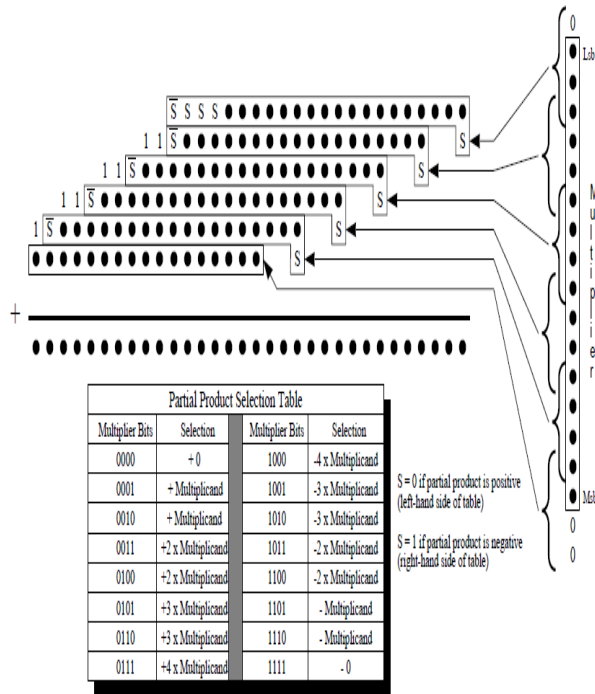 0
Lsb
S̅ S S S
1 1 S̅ S
1 1 S̅ S
1 1 S̅ S
1 S̅ S
S
+
Multiplier
Msb
0
0
Partial Product Selection Table
Multiplier Bits Selection Multiplier Bits Selection
0000 + 0 1000 -4 x Multiplicand
0001 + Multiplicand 1001 -3 x Multiplicand
0010 + Multiplicand 1010 -3 x Multiplicand
0011 +2 x Multiplicand 1011 -2 x Multiplicand
0100 +2 x Multiplicand 1100 -2 x Multiplicand
0101 +3 x Multiplicand 1101 - Multiplicand
0110 +3 x Multiplicand 1110 - Multiplicand
0111 +4 x Multiplicand 1111 - 0
S = 0 if partial product is positive
(left-hand side of table)
S = 1 if partial product is negative
(right-hand side of table)